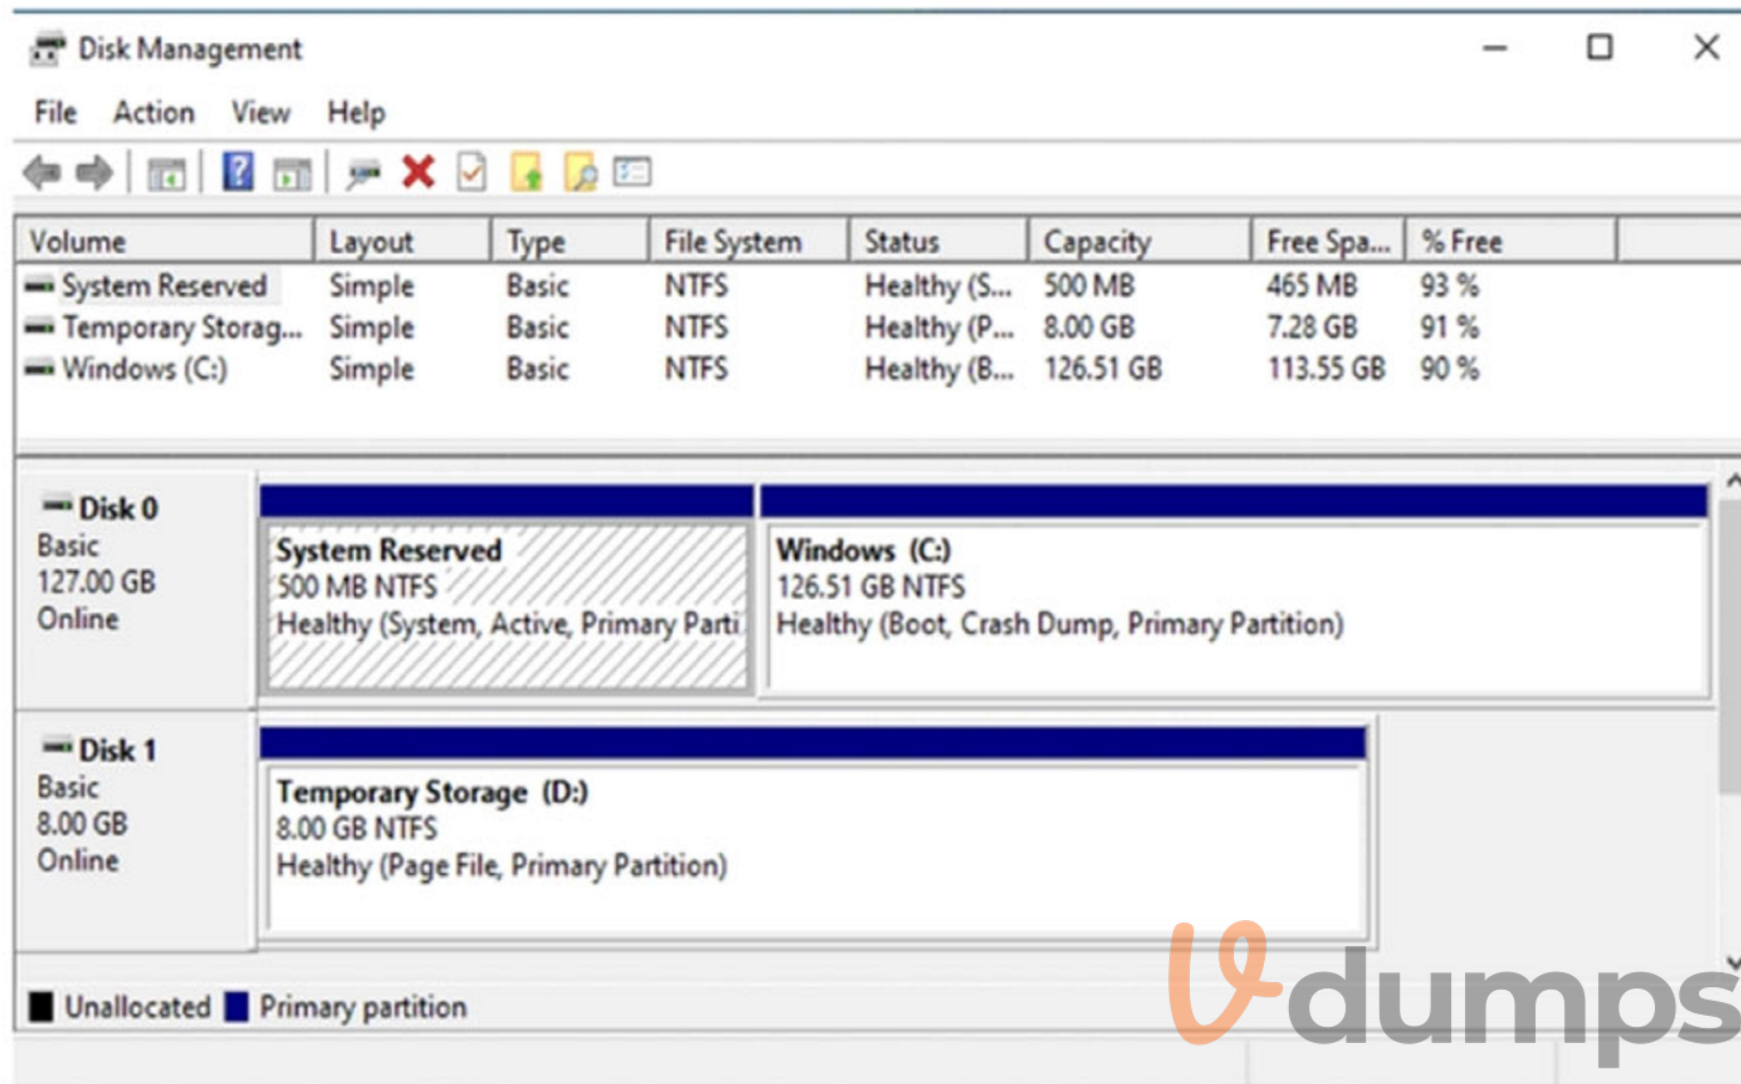 Disk Management
File Action View Help
Volume Layout Type File System Status Capacity Free Spa... % Free
System Reserved Simple Basic NTFS Healthy (S... 500 MB 465 MB 93 %
Temporary Storag... Simple Basic NTFS Healthy (P... 8.00 GB 7.28 GB 91 %
Windows (C:) Simple Basic NTFS Healthy (B... 126.51 GB 113.55 GB 90 %
Disk 0
Basic
127.00 GB
Online
System Reserved
500 MB NTFS
Healthy (System, Active, Primary Parti
Windows (C:)
126.51 GB NTFS
Healthy (Boot, Crash Dump, Primary Partition)
Disk 1
Basic
8.00 GB
Online
Temporary Storage (D:)
8.00 GB NTFS
Healthy (Page File, Primary Partition)
Unallocated Primary partition
Vdumps